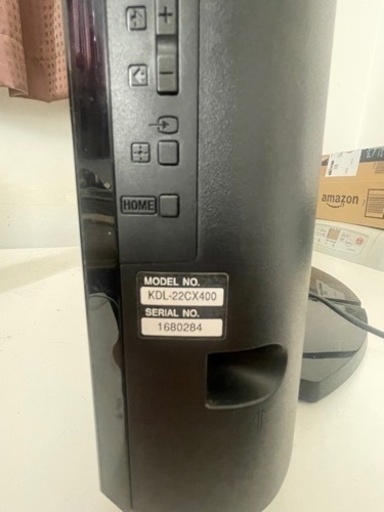 +
−
HOME
MODEL NO.
KDL-22CX400
SERIAL NO.
1680284
amazon